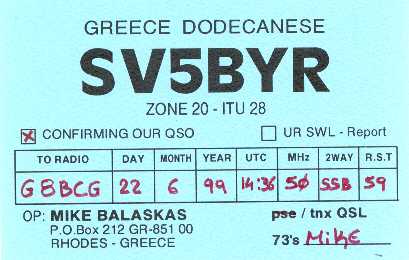 GREECE DODECANESE
SV5BYR
ZONE 20 - ITU 28
☒ CONFIRMING OUR QSO ☐ UR SWL - Report
TO RADIO DAY MONTH YEAR UTC MHz 2WAY R.S.T
G8BCG 22 6 99 14:36 50 SSB 59
OP: MIKE BALASKAS pse / tnx QSL
P.O.Box 212 GR-851 00
RHODES - GREECE 73's MIKE